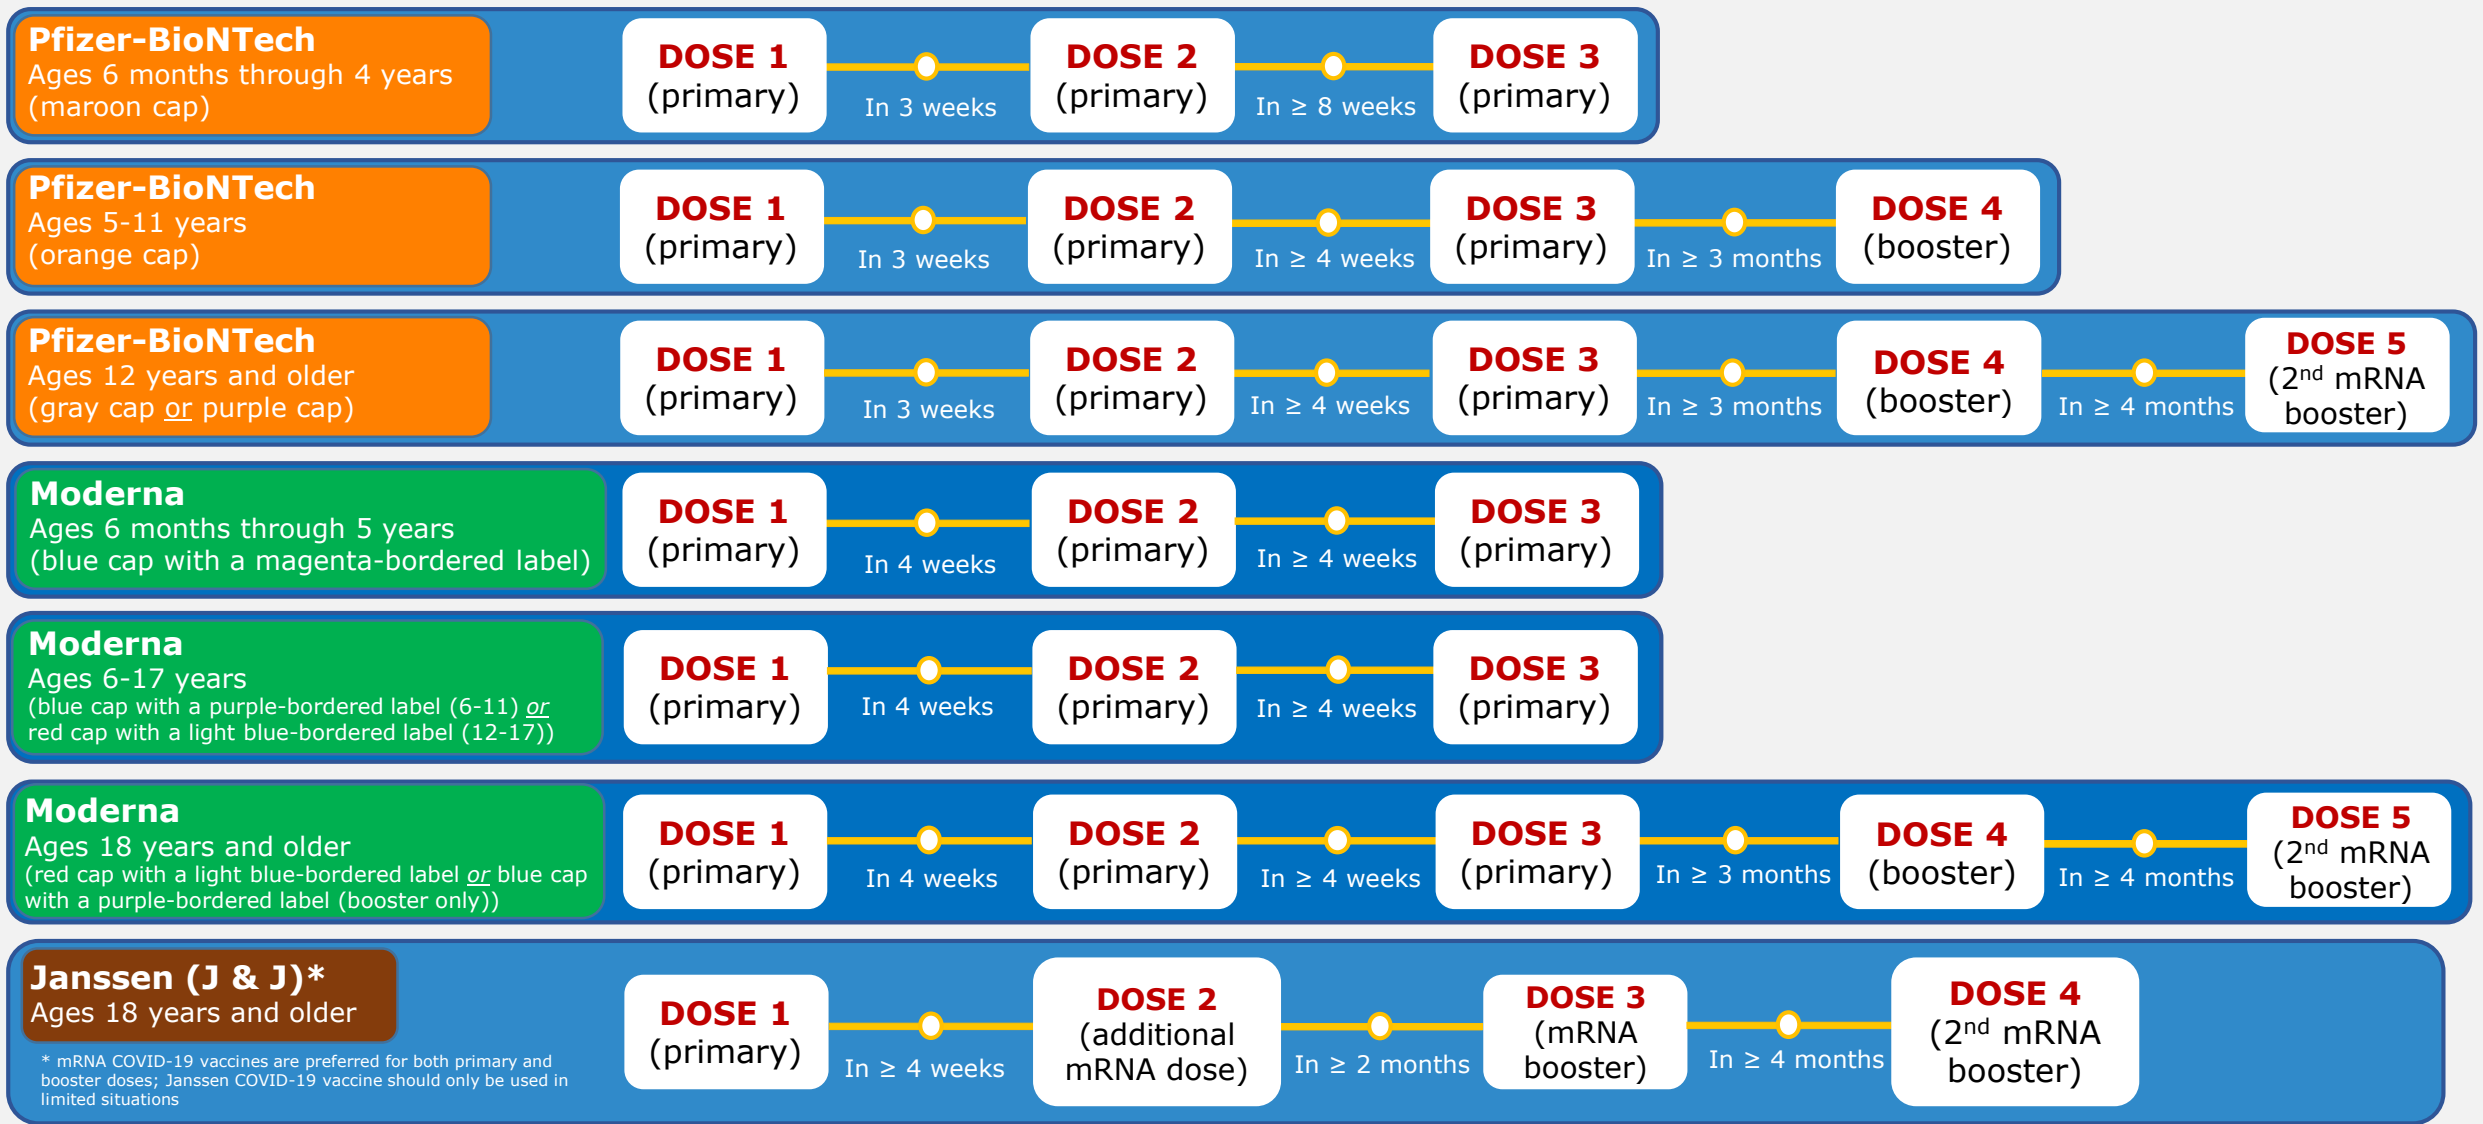 Pfizer-BioNTech
Ages 6 months through 4 years
(maroon cap)
DOSE 1
(primary)
In 3 weeks
DOSE 2
(primary)
In ≥ 8 weeks
DOSE 3
(primary)
Pfizer-BioNTech
Ages 5-11 years
(orange cap)
DOSE 1
(primary)
In 3 weeks
DOSE 2
(primary)
In ≥ 4 weeks
DOSE 3
(primary)
In ≥ 3 months
DOSE 4
(booster)
Pfizer-BioNTech
Ages 12 years and older
(gray cap or purple cap)
DOSE 1
(primary)
In 3 weeks
DOSE 2
(primary)
In ≥ 4 weeks
DOSE 3
(primary)
In ≥ 3 months
DOSE 4
(booster)
In ≥ 4 months
DOSE 5
(2nd mRNA
booster)
Moderna
Ages 6 months through 5 years
(blue cap with a magenta-bordered label)
DOSE 1
(primary)
In 4 weeks
DOSE 2
(primary)
In ≥ 4 weeks
DOSE 3
(primary)
Moderna
Ages 6-17 years
(blue cap with a purple-bordered label (6-11) or
red cap with a light blue-bordered label (12-17))
DOSE 1
(primary)
In 4 weeks
DOSE 2
(primary)
In ≥ 4 weeks
DOSE 3
(primary)
Moderna
Ages 18 years and older
(red cap with a light blue-bordered label or blue cap
with a purple-bordered label (booster only))
DOSE 1
(primary)
In 4 weeks
DOSE 2
(primary)
In ≥ 4 weeks
DOSE 3
(primary)
In ≥ 3 months
DOSE 4
(booster)
In ≥ 4 months
DOSE 5
(2nd mRNA
booster)
Janssen (J & J)*
Ages 18 years and older
* mRNA COVID-19 vaccines are preferred for both primary and
booster doses; Janssen COVID-19 vaccine should only be used in
limited situations
DOSE 1
(primary)
In ≥ 4 weeks
DOSE 2
(additional
mRNA dose)
In ≥ 2 months
DOSE 3
(mRNA
booster)
In ≥ 4 months
DOSE 4
(2nd mRNA
booster)